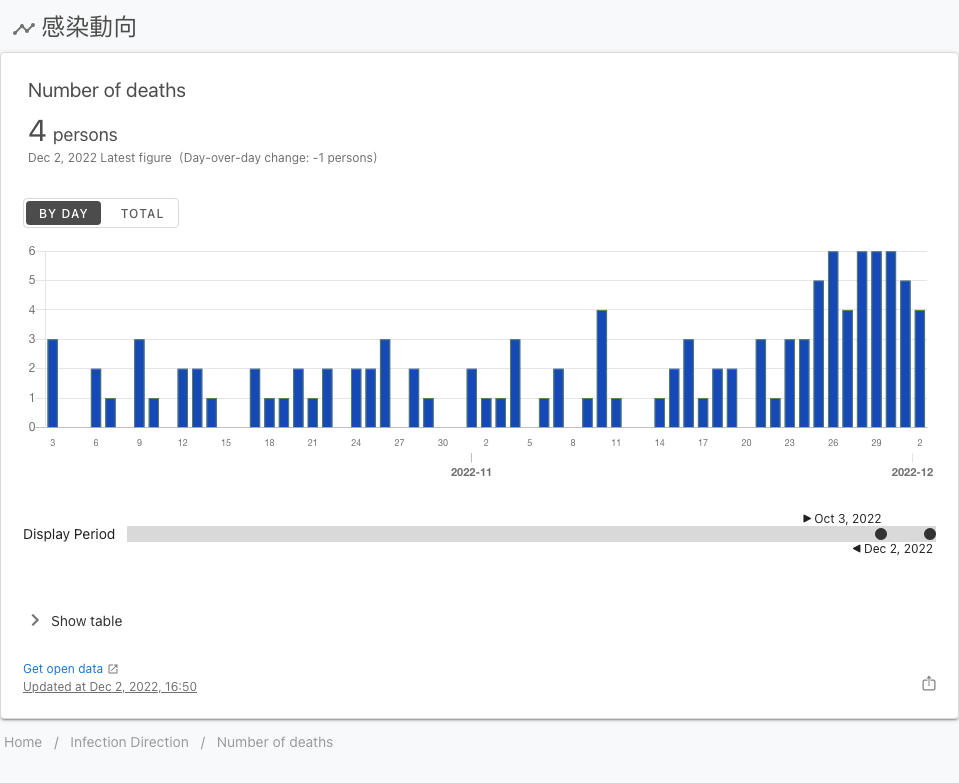 感染動向
Number of deaths
4 persons
Dec 2, 2022 Latest figure (Day-over-day change: -1 persons)
BY DAY TOTAL
6
5
4
3
2
1
0
3 6 9 12 15 18 21 24 27 30 2 5 8 11 14 17 20 23 26 29 2
2022-11 2022-12
Oct 3, 2022
Display Period
Dec 2, 2022
Show table
Get open data
Updated at Dec 2, 2022, 16:50
Home / Infection Direction / Number of deaths